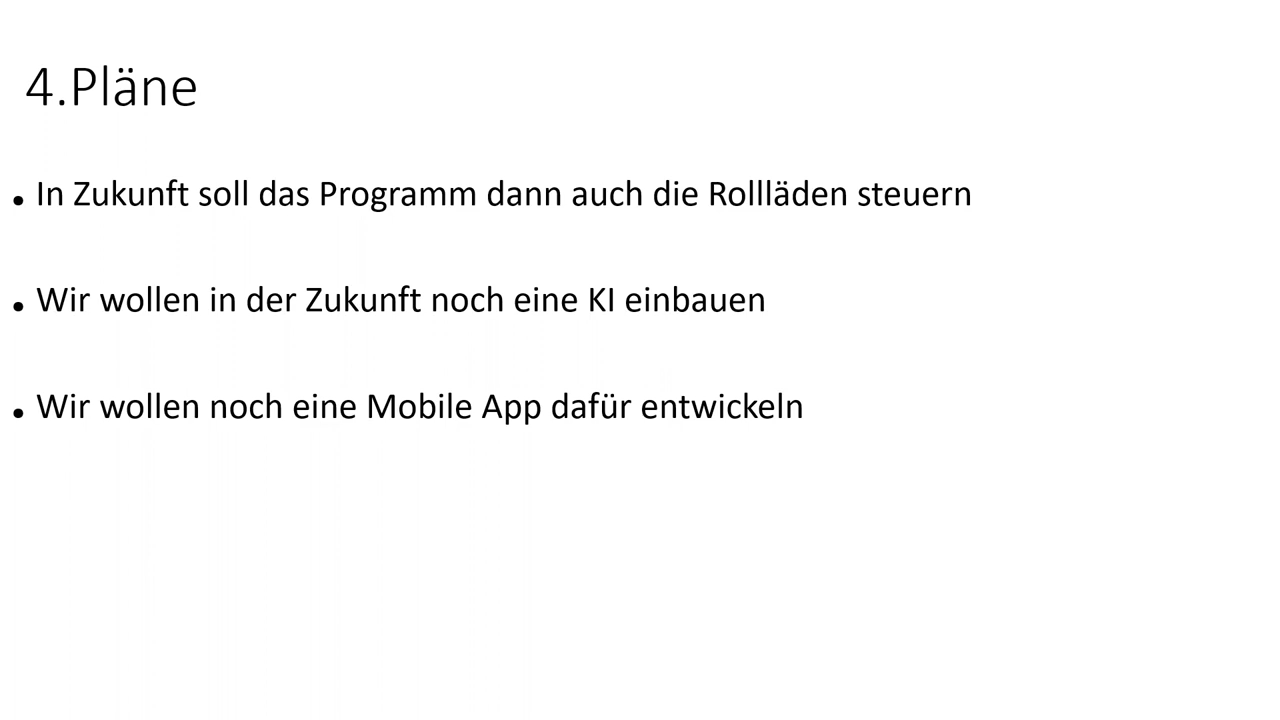 4.Pläne
• In Zukunft soll das Programm dann auch die Rollläden steuern
• Wir wollen in der Zukunft noch eine KI einbauen
• Wir wollen noch eine Mobile App dafür entwickeln